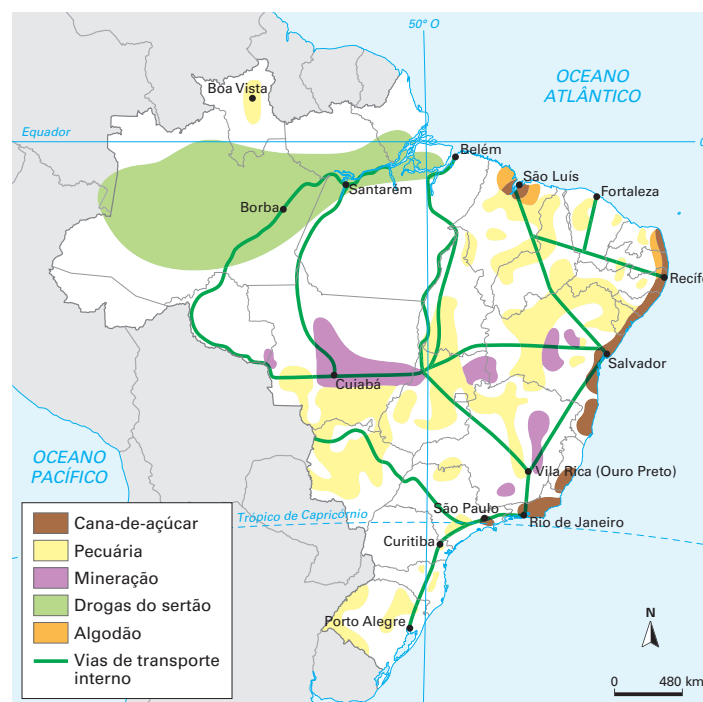 50° O
OCEANO
ATLÂNTICO
Boa Vista
Equador
0
Belém
São Luís
Santarém
Fortaleza
Borba
Recife
Salvador
Cuiabá
OCEANO
PACÍFICO
Vila Rica (Ouro Preto)
São Paulo
Trópico de Capricórnio
Rio de Janeiro
Curitiba
Porto Alegre
Cana-de-açúcar
Pecuária
Mineração
Drogas do sertão
Algodão
Vias de transporte
interno
N
0 480 km